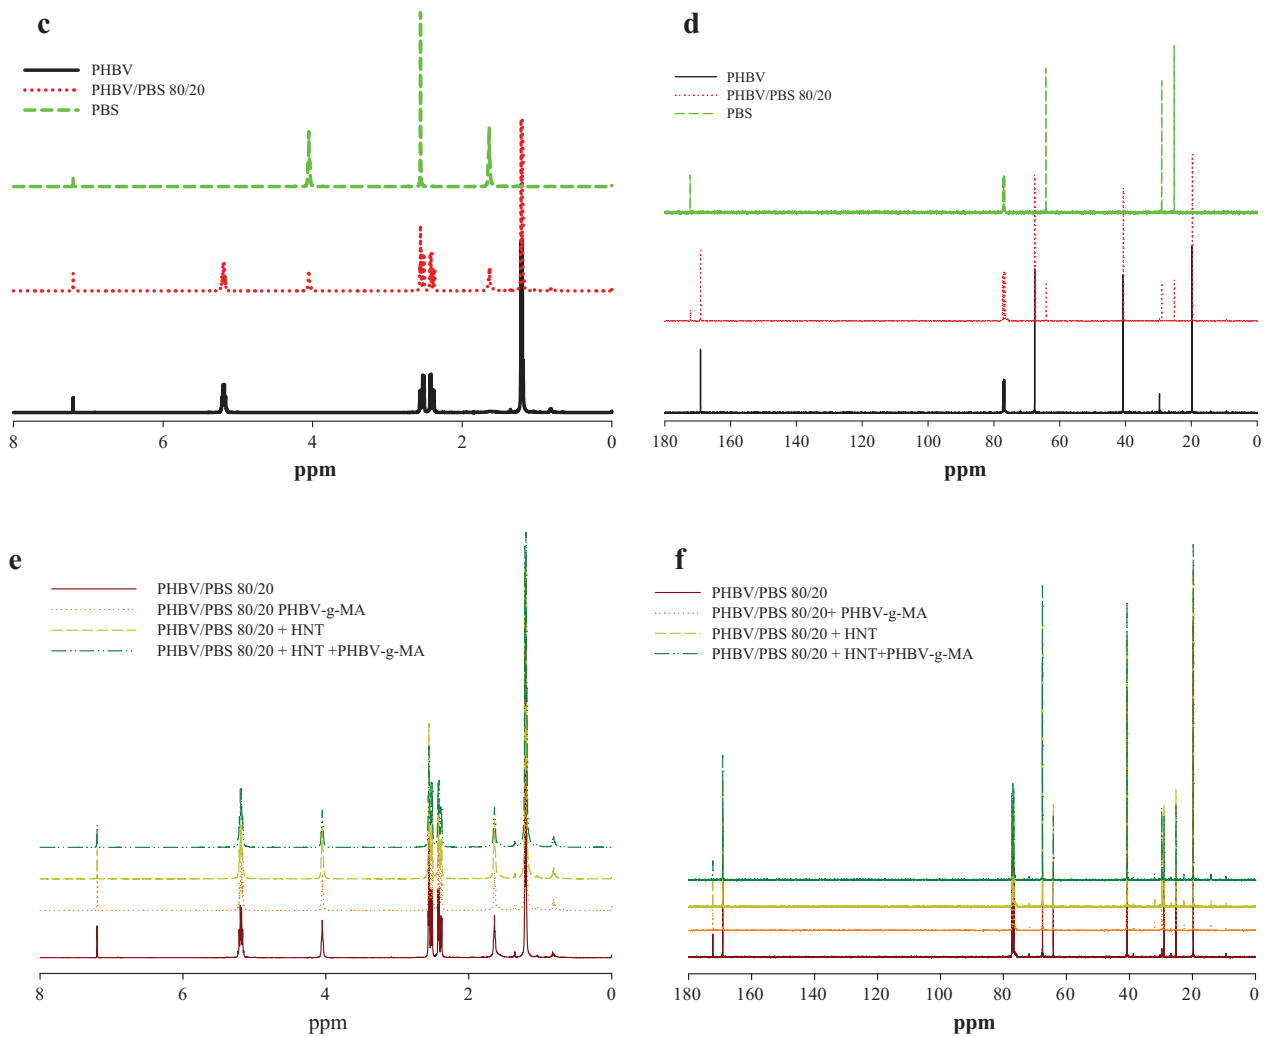 c
PHBV
PHBV/PBS 80/20
PBS
8 6 4 2 0
ppm
d
PHBV
PHBV/PBS 80/20
PBS
180 160 140 120 100 80 60 40 20 0
ppm
e
PHBV/PBS 80/20
PHBV/PBS 80/20 PHBV-g-MA
PHBV/PBS 80/20 + HNT
PHBV/PBS 80/20 + HNT +PHBV-g-MA
8 6 4 2 0
ppm
f
PHBV/PBS 80/20
PHBV/PBS 80/20+ PHBV-g-MA
PHBV/PBS 80/20 + HNT
PHBV/PBS 80/20 + HNT+PHBV-g-MA
180 160 140 120 100 80 60 40 20 0
ppm